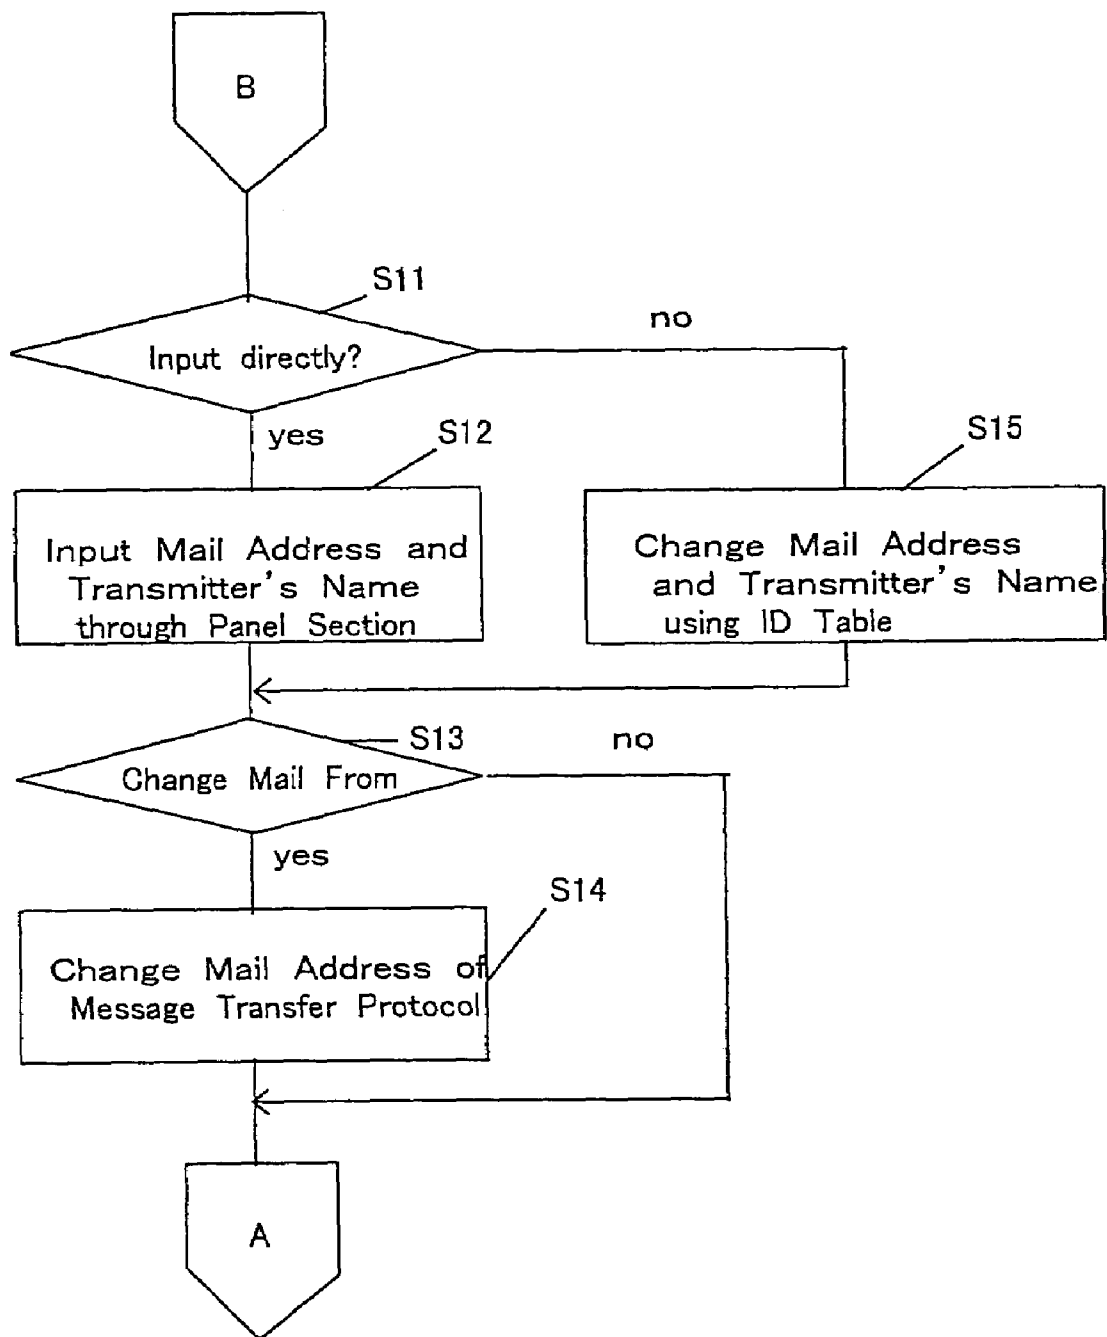 B
S11
Input directly?
no
yes
S12
Input Mail Address and
Transmitter's Name
through Panel Section
S15
Change Mail Address
and Transmitter's Name
using ID Table
S13
Change Mail From
no
yes
S14
Change Mail Address of
Message Transfer Protocol
A